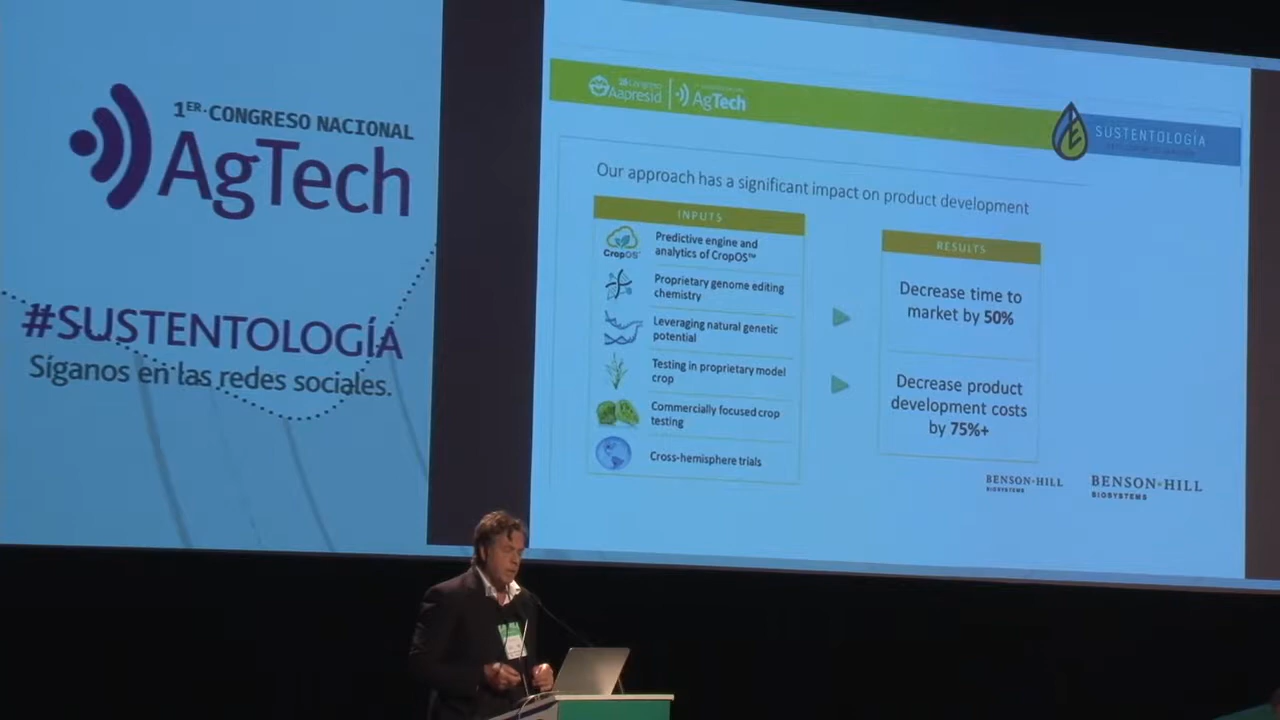 1ER. CONGRESO NACIONAL
AgTech
#SUSTENTOLOGÍA
Síganos en las redes sociales.
Congreso
Aapresid
AgTech
SUSTENTOLOGÍA
Our approach has a significant impact on product development
INPUTS
CropOS
Predictive engine and
analytics of CropOS™
Proprietary genome editing
chemistry
Leveraging natural genetic
potential
Testing in proprietary model
crop
Commercially focused crop
testing
Cross-hemisphere trials
RESULTS
Decrease time to
market by 50%
Decrease product
development costs
by 75%+
BENSON HILL
BIOSYSTEMS
BENSON HILL
BIOSYSTEMS